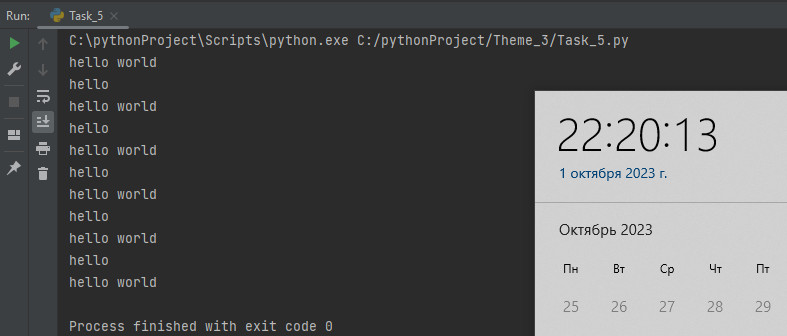 Run: Task_5
C:\pythonProject\Scripts\python.exe C:/pythonProject/Theme_3/Task_5.py
hello world
hello
hello world
hello
hello world
hello
hello world
hello
hello world
hello
hello world
Process finished with exit code 0
22:20:13
1 октября 2023 г.
Октябрь 2023
Пн Вт Ср Чт Пт
25 26 27 28 29